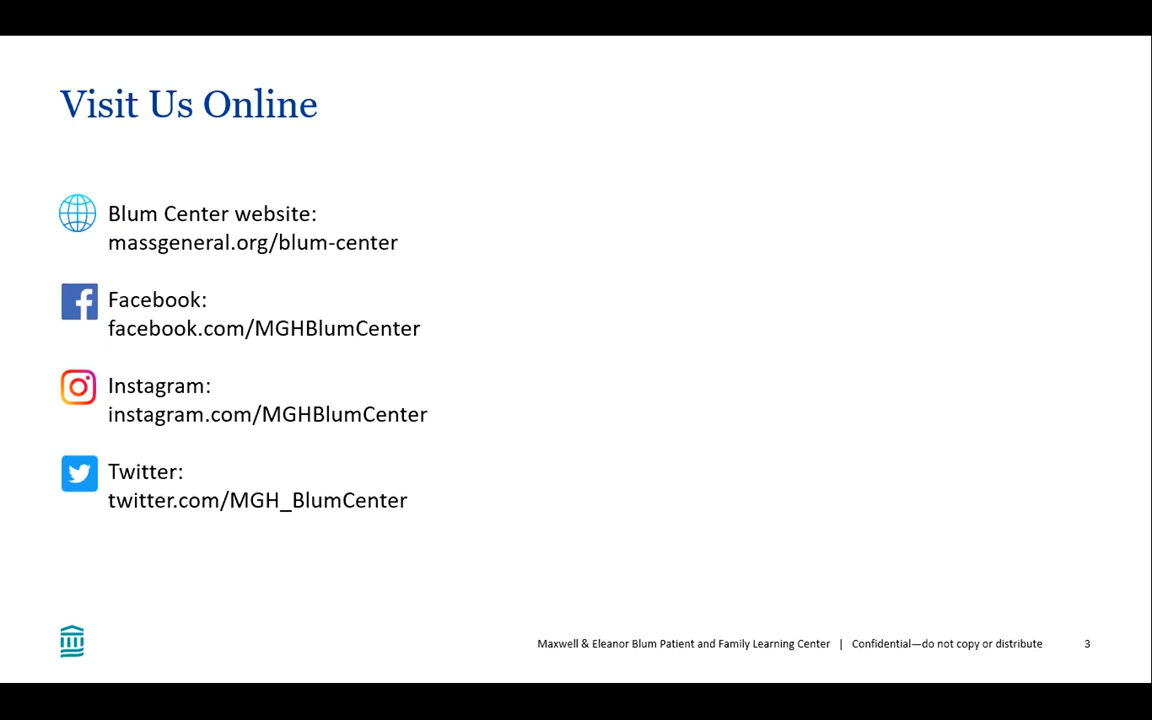 Visit Us Online
Blum Center website:
massgeneral.org/blum-center
Facebook:
facebook.com/MGHBlumCenter
Instagram:
instagram.com/MGHBlumCenter
Twitter:
twitter.com/MGH_BlumCenter
Maxwell & Eleanor Blum Patient and Family Learning Center | Confidential—do not copy or distribute 3